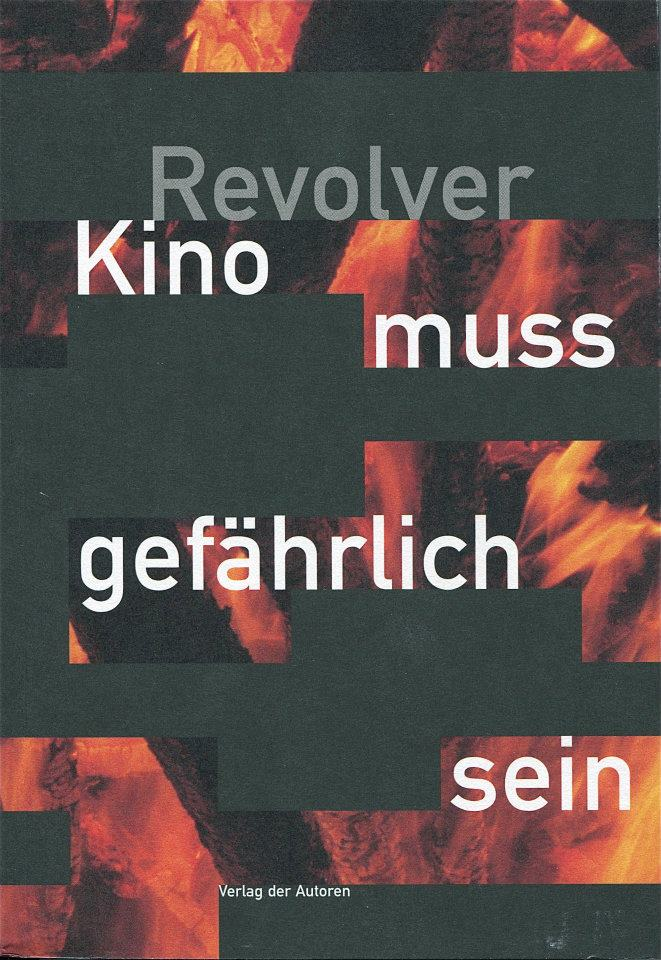 Revolver
Kino
muss
gefährlich
sein
Verlag der Autoren